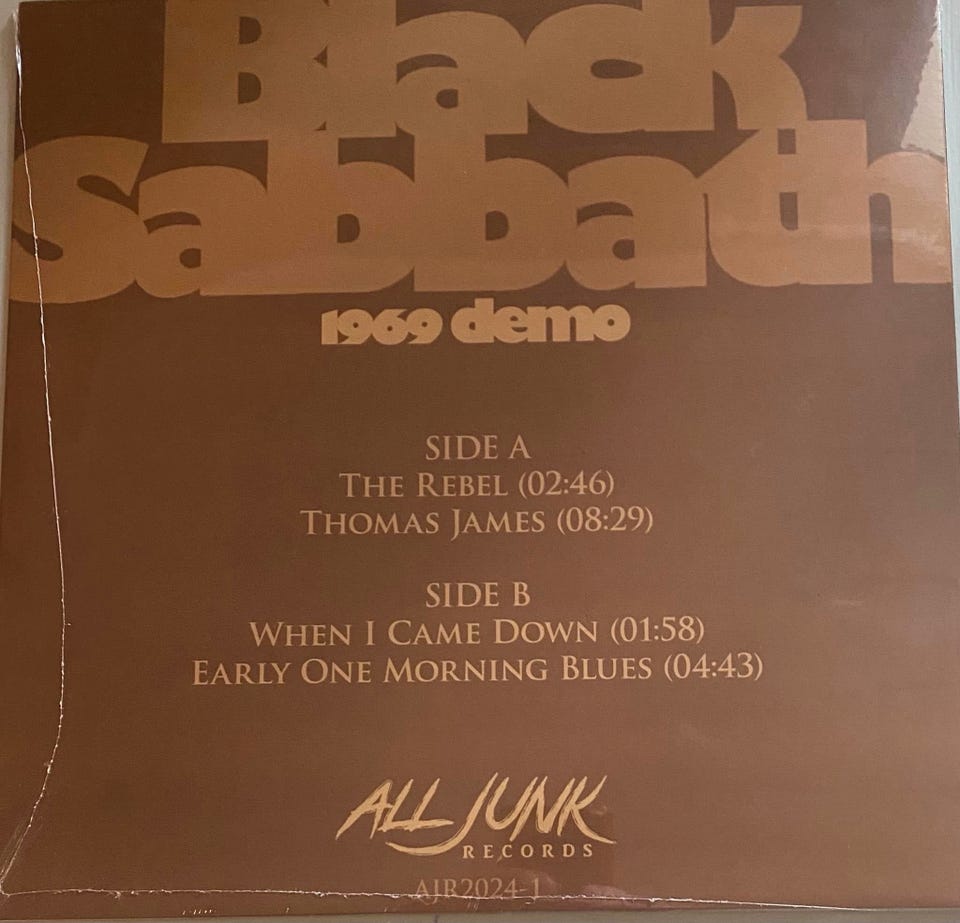 Black
Sabbath
1969 demo
SIDE A
The Rebel (02:46)
Thomas James (08:29)
SIDE B
When I Came Down (01:58)
Early One Morning Blues (04:43)
ALL JUNK
RECORDS
AJR2024-1